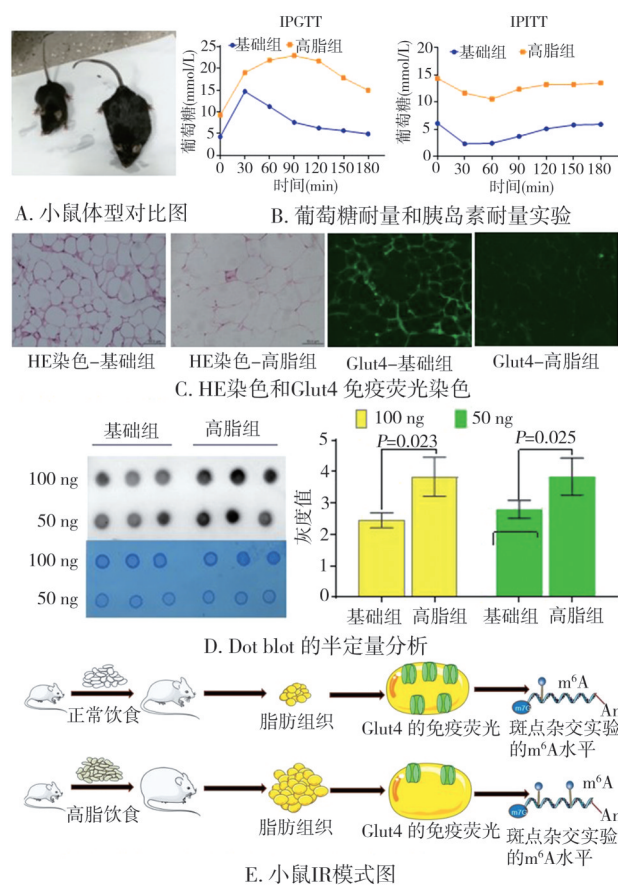 IPGTT
基础组 高脂组
葡萄糖(mmol/L)
25
20
15
10
5
0
0 30 60 90 120 150 180
时间(min)
IPITT
基础组 高脂组
葡萄糖(mmol/L)
20
15
10
5
0
0 30 60 90 120 150 180
时间(min)
A. 小鼠体型对比图
B. 葡萄糖耐量和胰岛素耐量实验
HE染色-基础组 HE染色-高脂组 Glut4-基础组 Glut4-高脂组
C. HE染色和Glut4 免疫荧光染色
基础组 高脂组
100 ng
50 ng
100 ng
50 ng
100 ng 50 ng
P=0.023 P=0.025
灰度值
5
4
3
2
1
0
基础组 高脂组 基础组 高脂组
D. Dot blot 的半定量分析
正常饮食
脂肪组织
Glut4 的免疫荧光
m⁶A
m7G
An
斑点杂交实验
的m⁶A水平
高脂饮食
脂肪组织
Glut4 的免疫荧光
m⁶A
m7G
An
斑点杂交实验
的m⁶A水平
E. 小鼠IR模式图